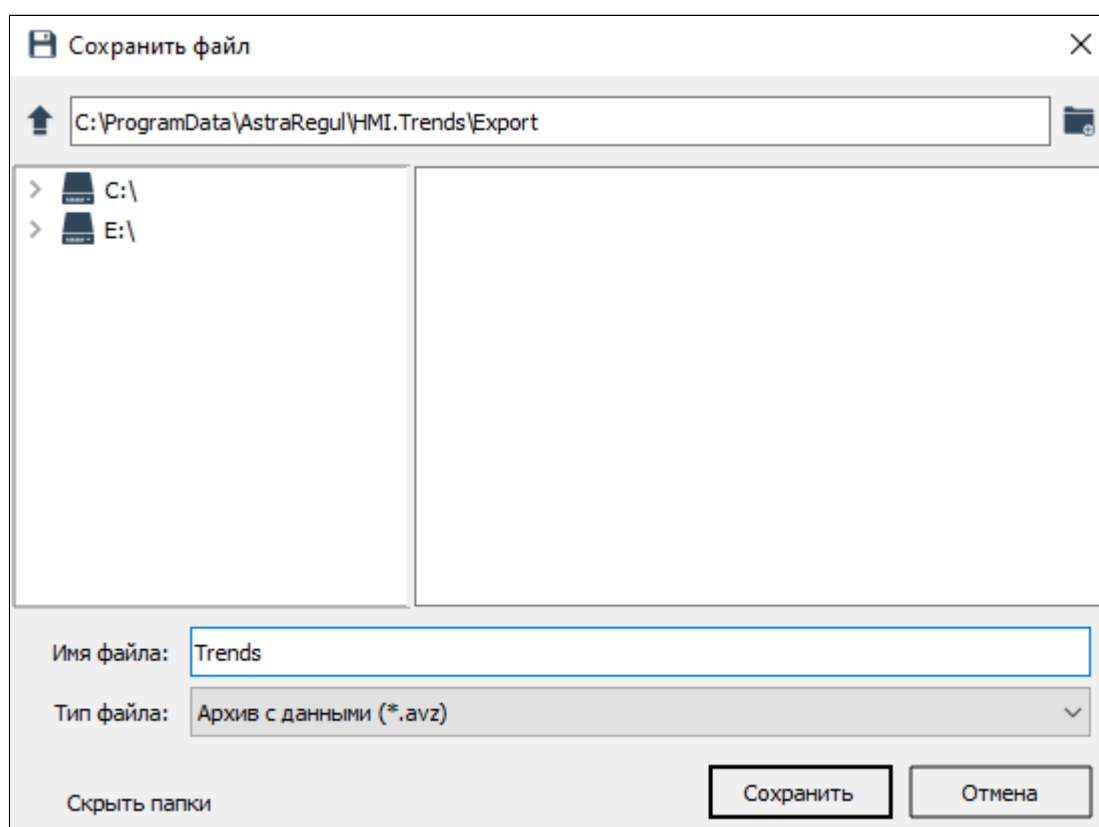 Сохранить файл
C:\ProgramData\AstraRegul\HMI.Trends\Export
C:\
E:\
Имя файла: Trends
Тип файла: Архив с данными (*.avz)
Скрыть папки Сохранить Отмена